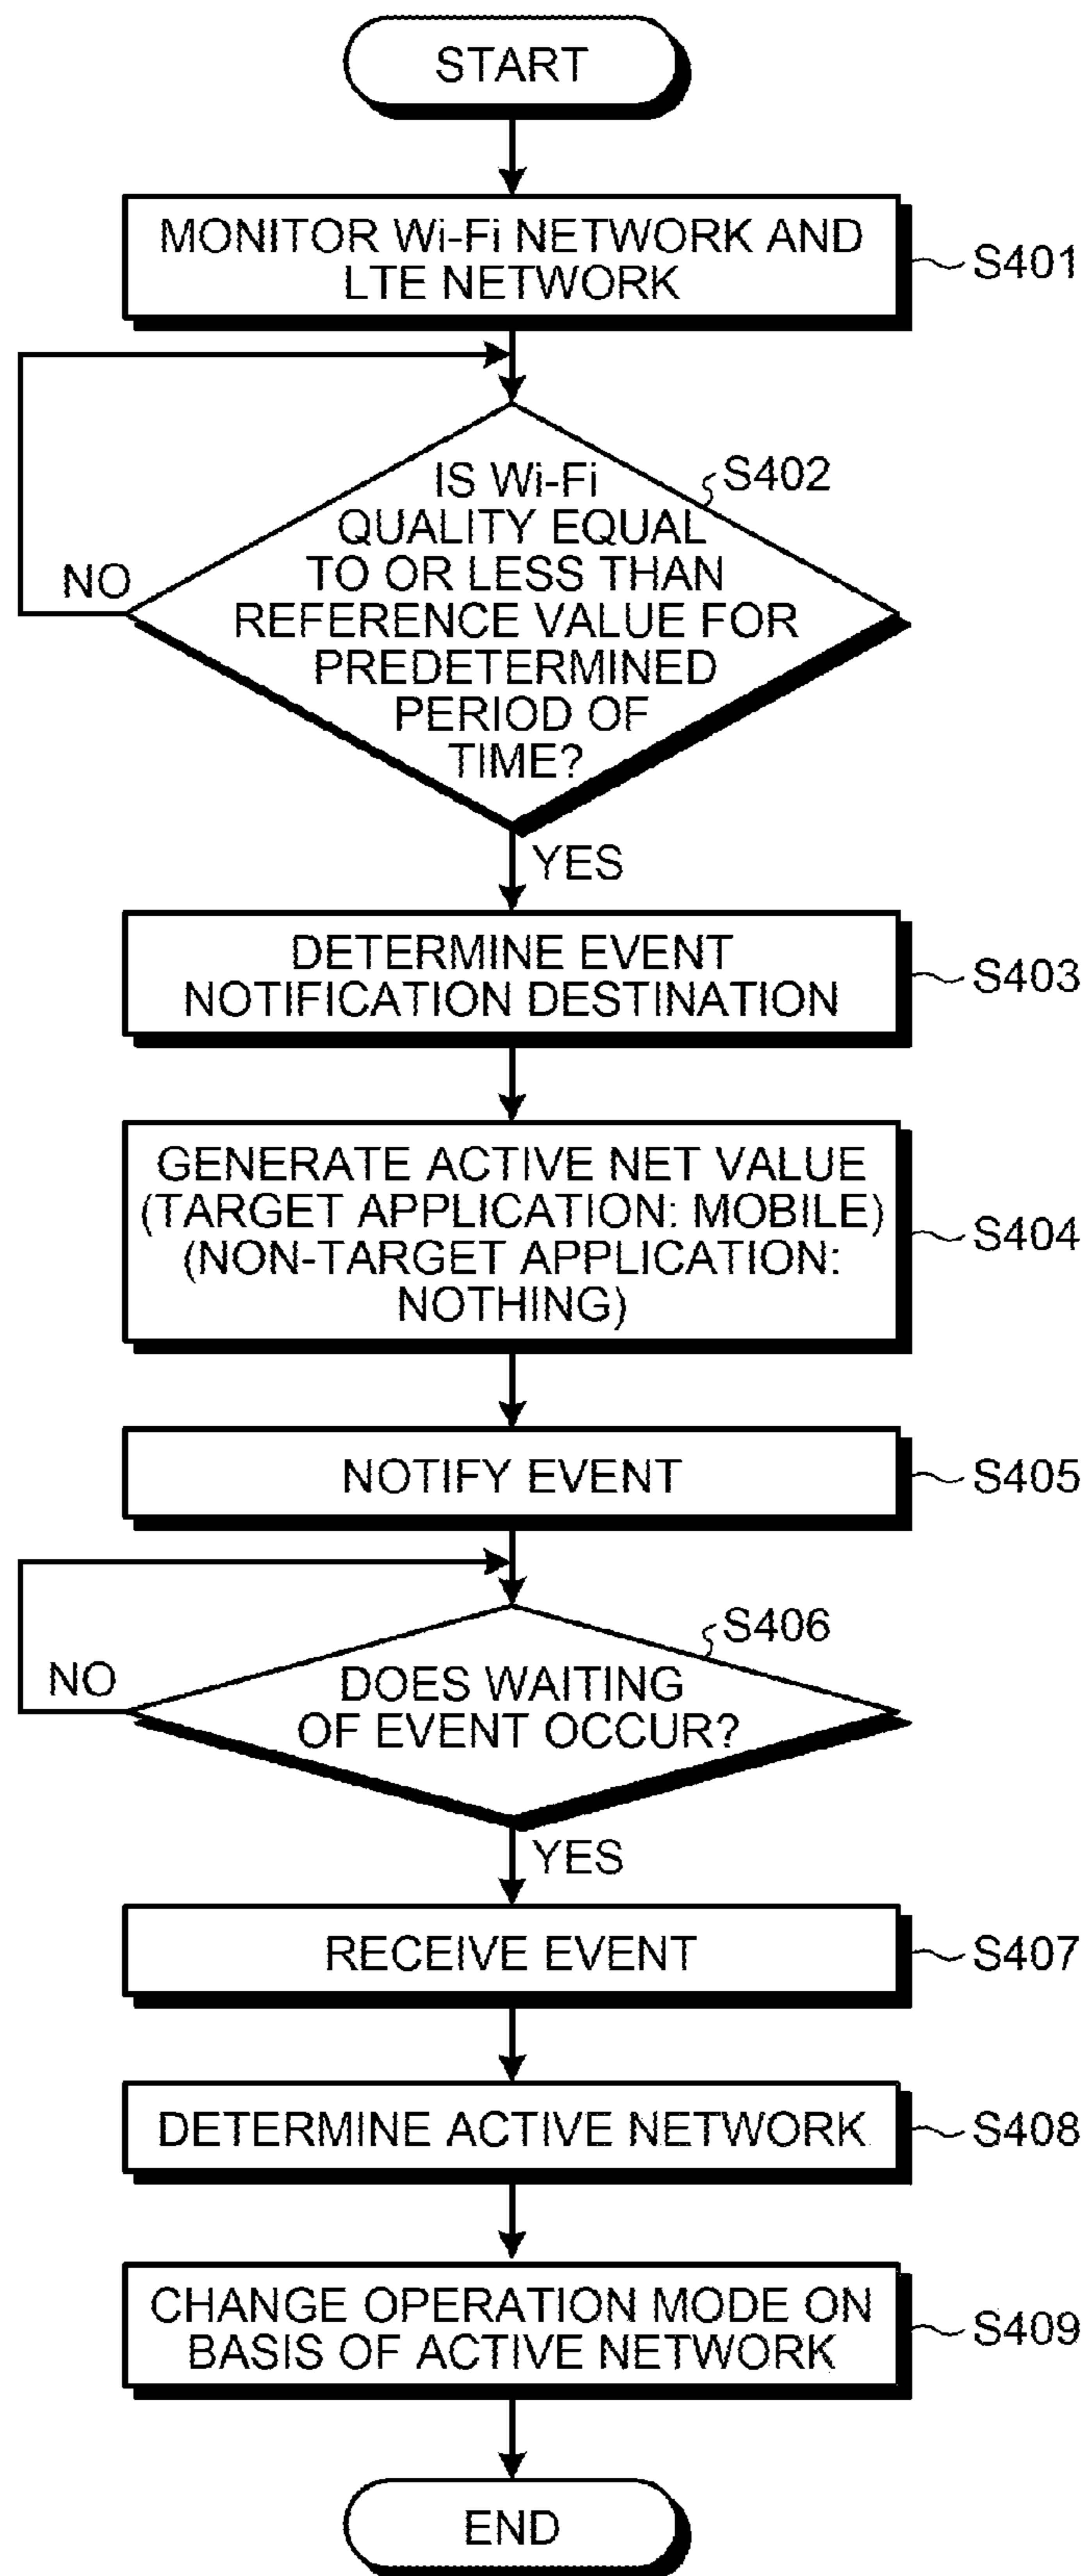 START
MONITOR Wi-Fi NETWORK AND
LTE NETWORK
S401
IS Wi-Fi
QUALITY EQUAL
TO OR LESS THAN
REFERENCE VALUE FOR
PREDETERMINED
PERIOD OF
TIME?
S402
NO
YES
DETERMINE EVENT
NOTIFICATION DESTINATION
S403
GENERATE ACTIVE NET VALUE
(TARGET APPLICATION: MOBILE)
(NON-TARGET APPLICATION:
NOTHING)
S404
NOTIFY EVENT
S405
DOES WAITING
OF EVENT OCCUR?
S406
NO
YES
RECEIVE EVENT
S407
DETERMINE ACTIVE NETWORK
S408
CHANGE OPERATION MODE ON
BASIS OF ACTIVE NETWORK
S409
END